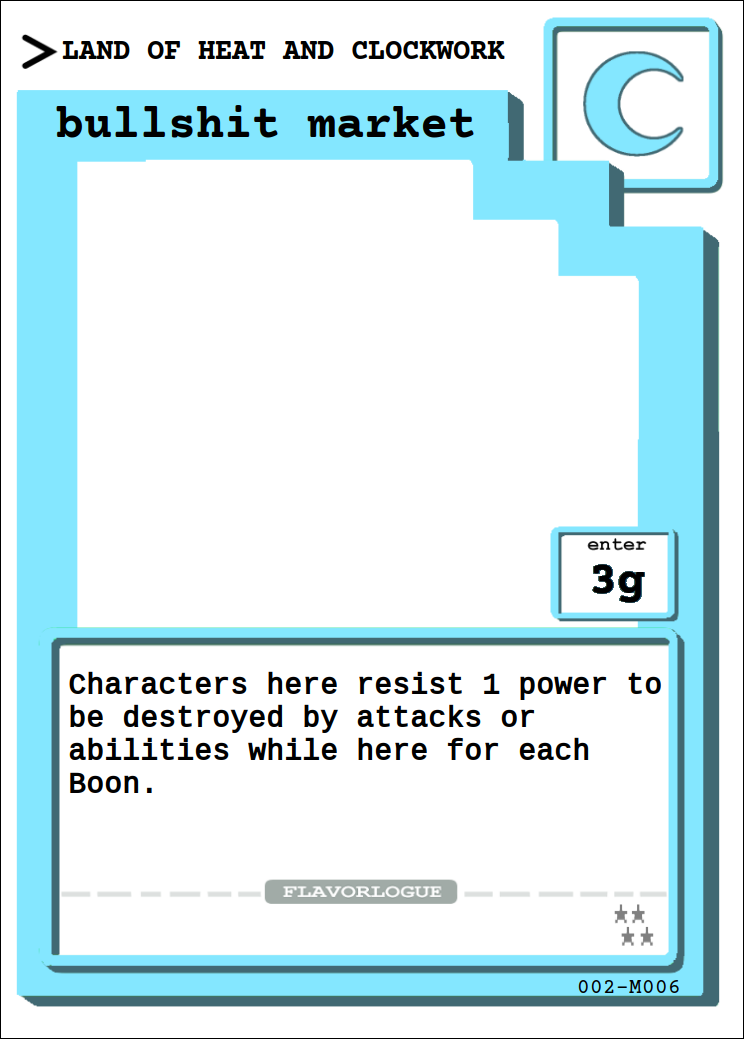 LAND OF HEAT AND CLOCKWORK
bullshit market
enter
3g
Characters here resist 1 power to
be destroyed by attacks or
abilities while here for each
Boon.
FLAVORLOGUE
002-M006